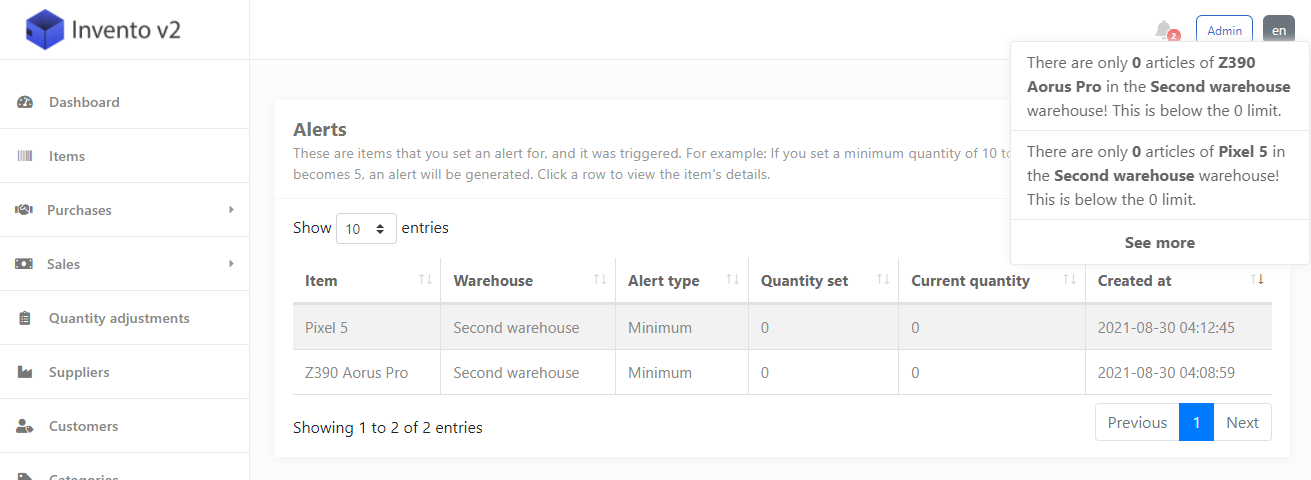 Invento v2
2
Admin
en
There are only 0 articles of Z390
Aorus Pro in the Second warehouse
warehouse! This is below the 0 limit.
There are only 0 articles of Pixel 5 in
the Second warehouse warehouse!
This is below the 0 limit.
See more
Dashboard
Items
Purchases
Sales
Quantity adjustments
Suppliers
Customers
Categories
Alerts
These are items that you set an alert for, and it was triggered. For example: If you set a minimum quantity of 10 to
becomes 5, an alert will be generated. Click a row to view the item's details.
Show 10 entries
Item Warehouse Alert type Quantity set Current quantity Created at
Pixel 5 Second warehouse Minimum 0 0 2021-08-30 04:12:45
Z390 Aorus Pro Second warehouse Minimum 0 0 2021-08-30 04:08:59
Showing 1 to 2 of 2 entries
Previous 1 Next